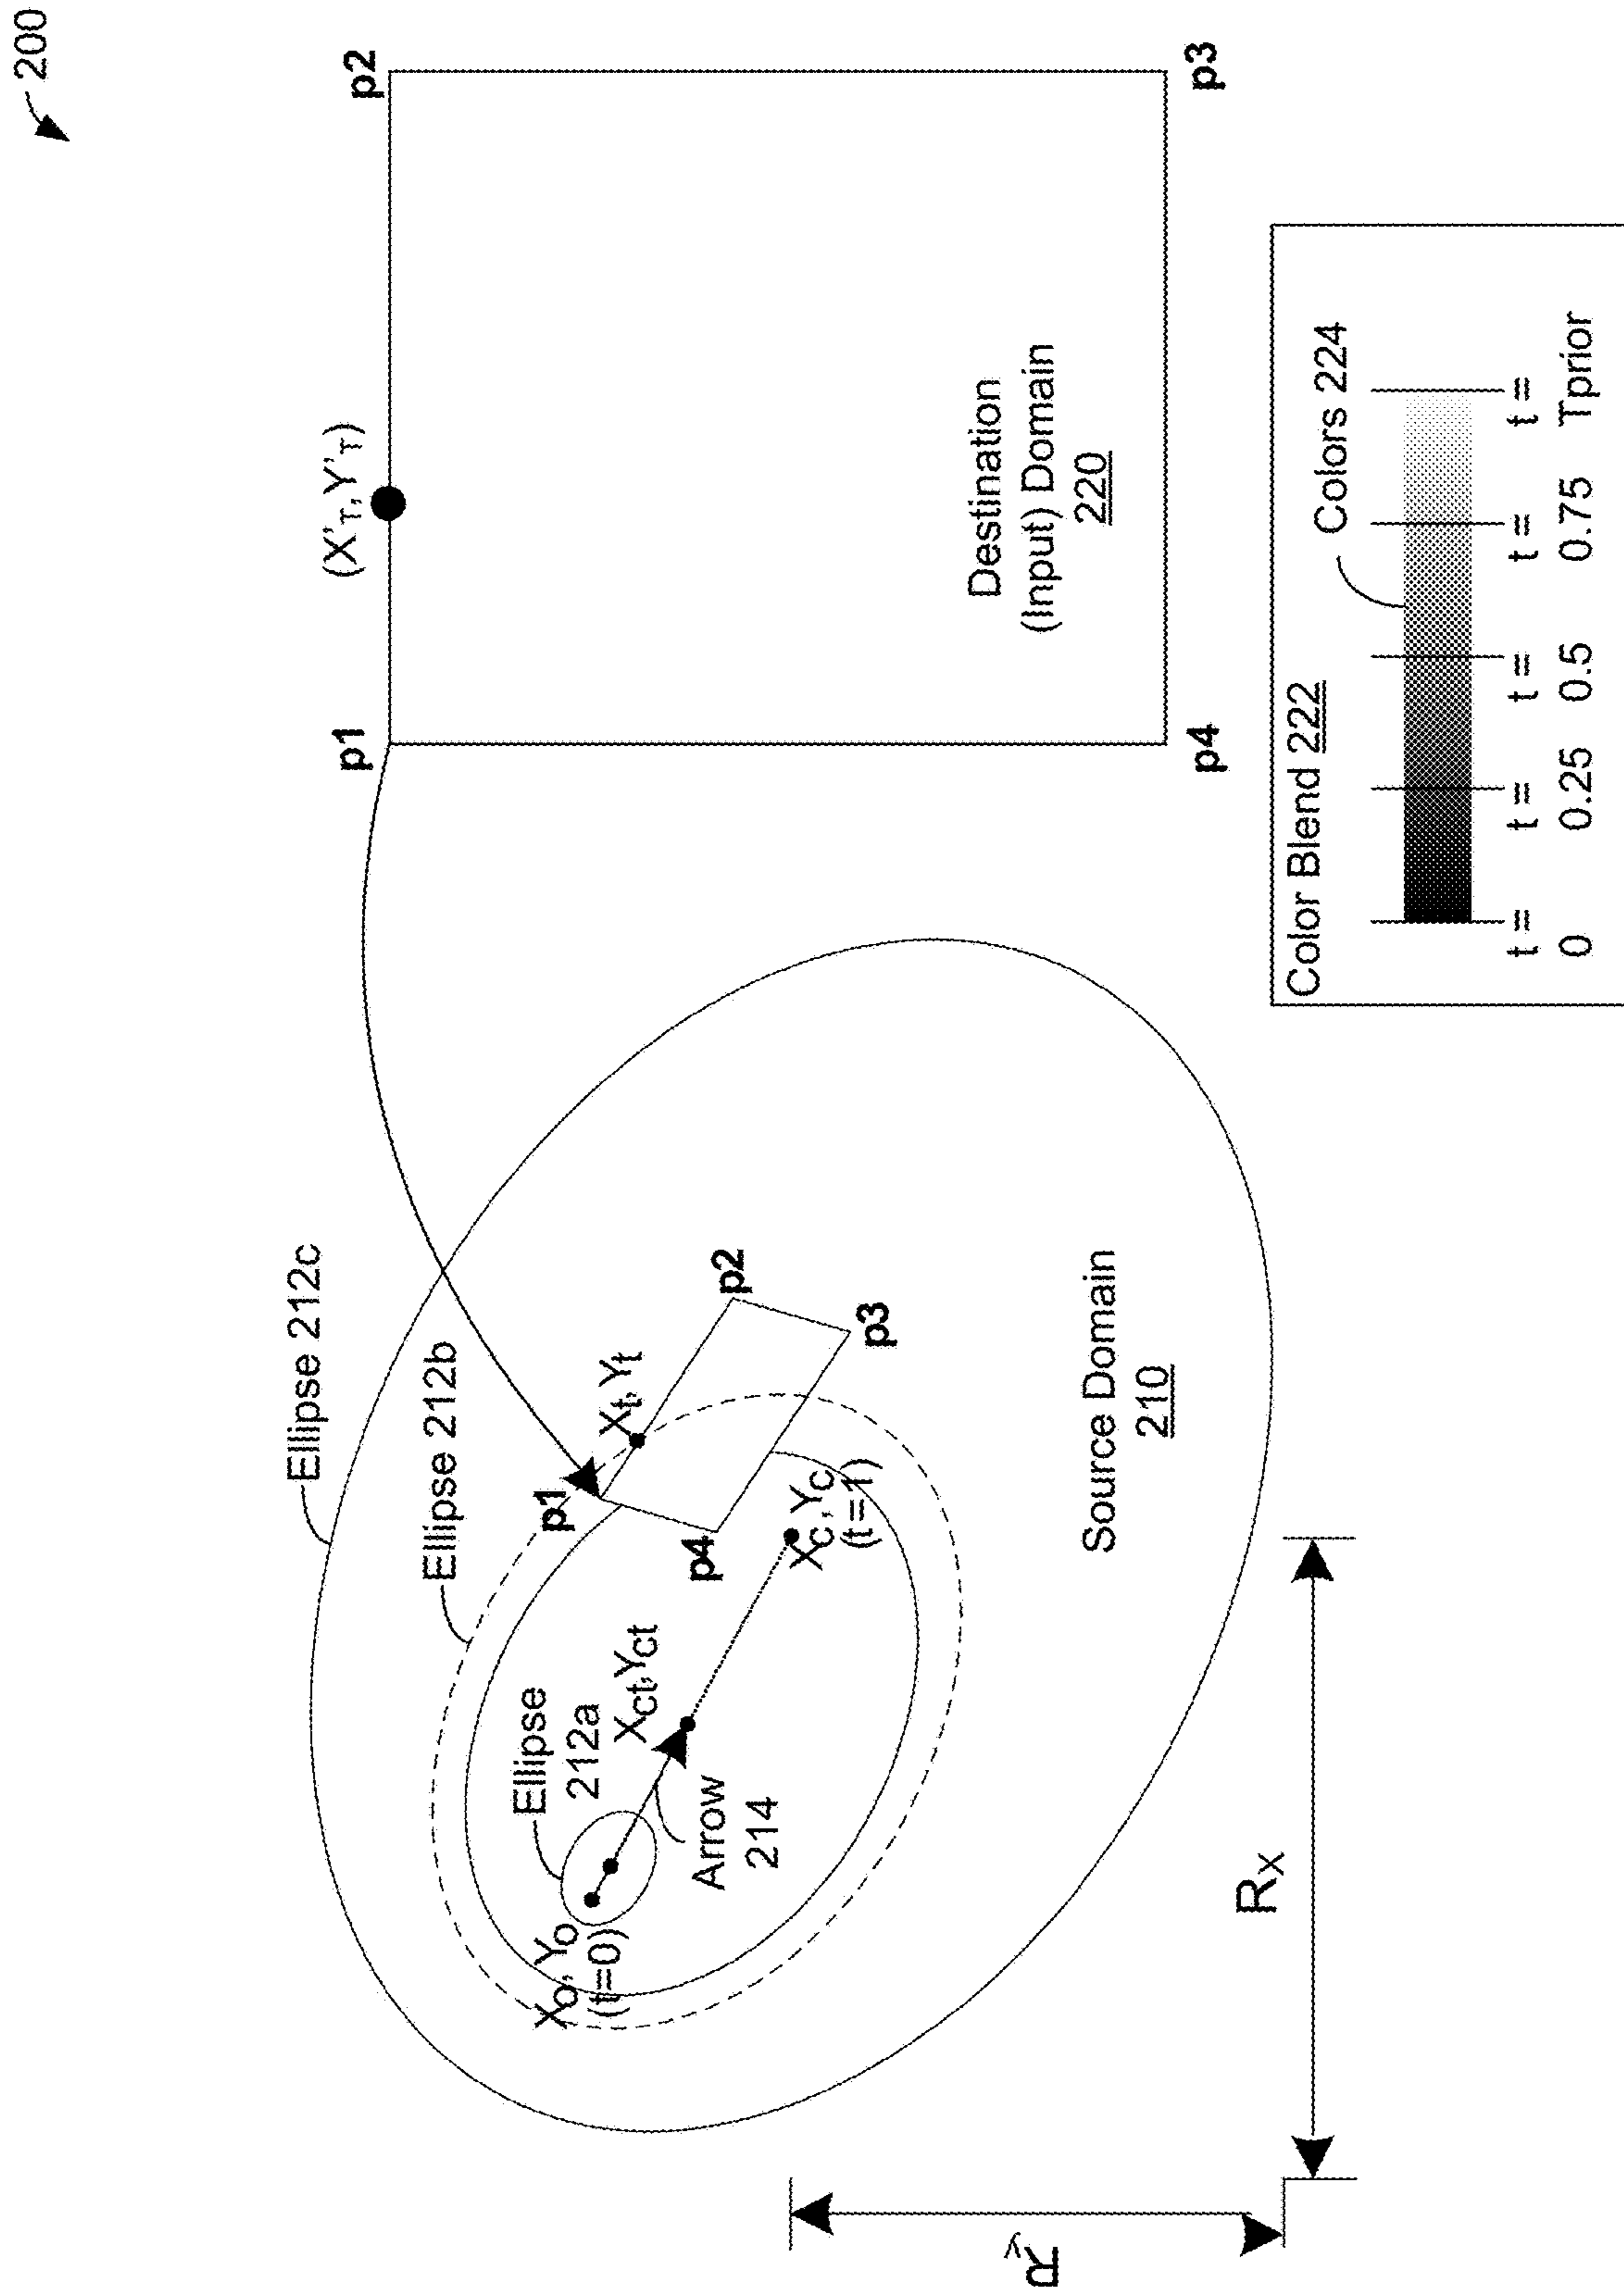 200
Ellipse 212c
Ellipse 212b
Ellipse
212a
Xo, Yo
(t=0)
Xct,Yct
Arrow
214
p1
Xt, Yt
p2
p3
p4
Xc,Yc
(t=1)
Source Domain
210
Ry
Rx
p1
(X'T,Y'T)
p2
Destination
(Input) Domain
220
p4
p3
Color Blend 222
Colors 224
t = t = t = t = t =
0 0.25 0.5 0.75 Tprior